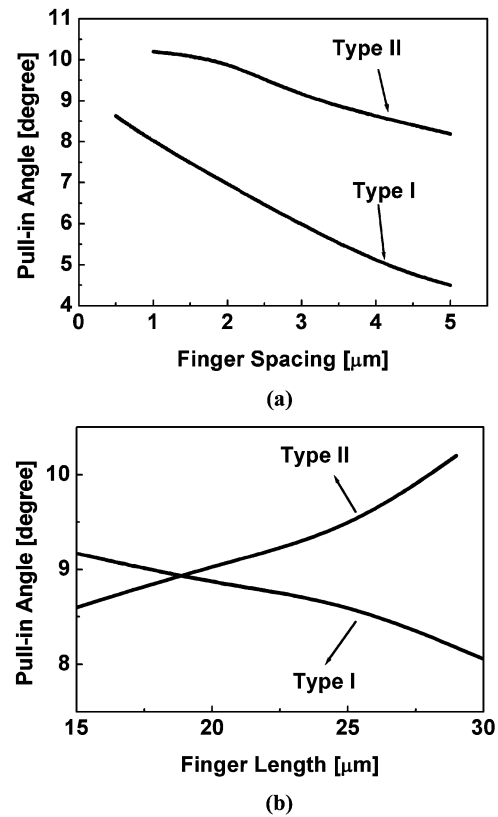 11
10
9
8
7
6
5
4
Pull-in Angle [degree]
Type II
Type I
0 1 2 3 4 5
Finger Spacing [μm]
(a)
10
9
8
Pull-in Angle [degree]
Type II
Type I
15 20 25 30
Finger Length [μm]
(b)